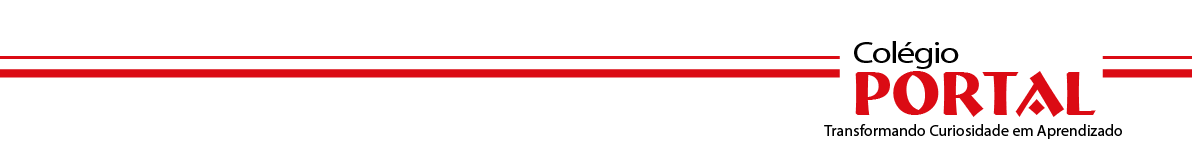 Colégio
PORTAL
Transformando Curiosidade em Aprendizado